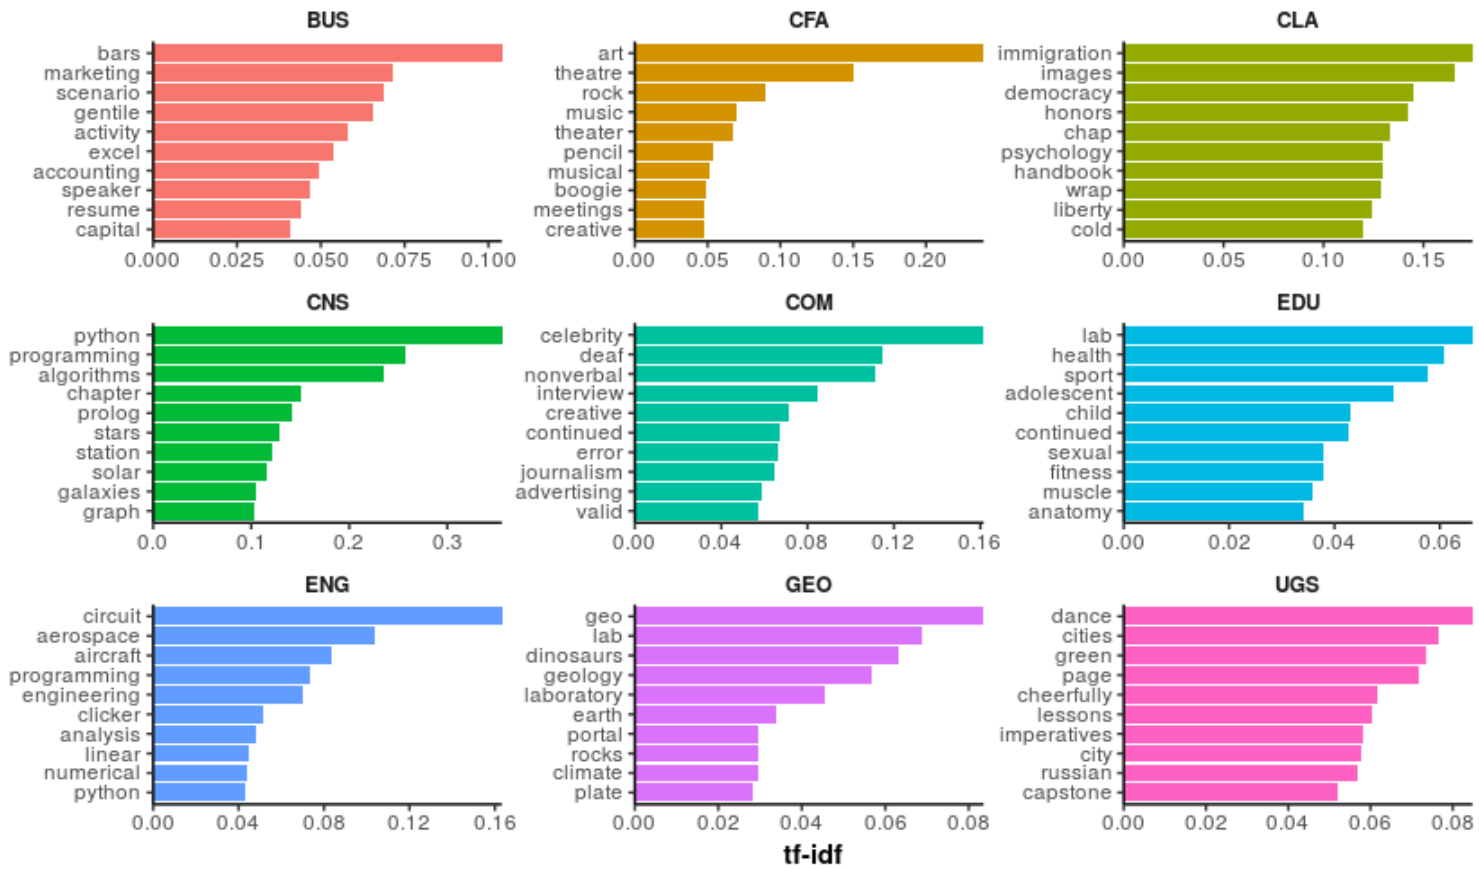 BUS
bars
marketing
scenario
gentile
activity
excel
accounting
speaker
resume
capital
0.000 0.025 0.050 0.075 0.100
CFA
art
theatre
rock
music
theater
pencil
musical
boogie
meetings
creative
0.00 0.05 0.10 0.15 0.20
CLA
immigration
images
democracy
honors
chap
psychology
handbook
wrap
liberty
cold
0.00 0.05 0.10 0.15
CNS
python
programming
algorithms
chapter
prolog
stars
station
solar
galaxies
graph
0.0 0.1 0.2 0.3
COM
celebrity
deaf
nonverbal
interview
creative
continued
error
journalism
advertising
valid
0.00 0.04 0.08 0.12 0.16
EDU
lab
health
sport
adolescent
child
continued
sexual
fitness
muscle
anatomy
0.00 0.02 0.04 0.06
ENG
circuit
aerospace
aircraft
programming
engineering
clicker
analysis
linear
numerical
python
0.00 0.04 0.08 0.12 0.16
GEO
geo
lab
dinosaurs
geology
laboratory
earth
portal
rocks
climate
plate
0.00 0.02 0.04 0.06 0.08
UGS
dance
cities
green
page
cheerfully
lessons
imperatives
city
russian
capstone
0.00 0.02 0.04 0.06 0.08
tf-idf